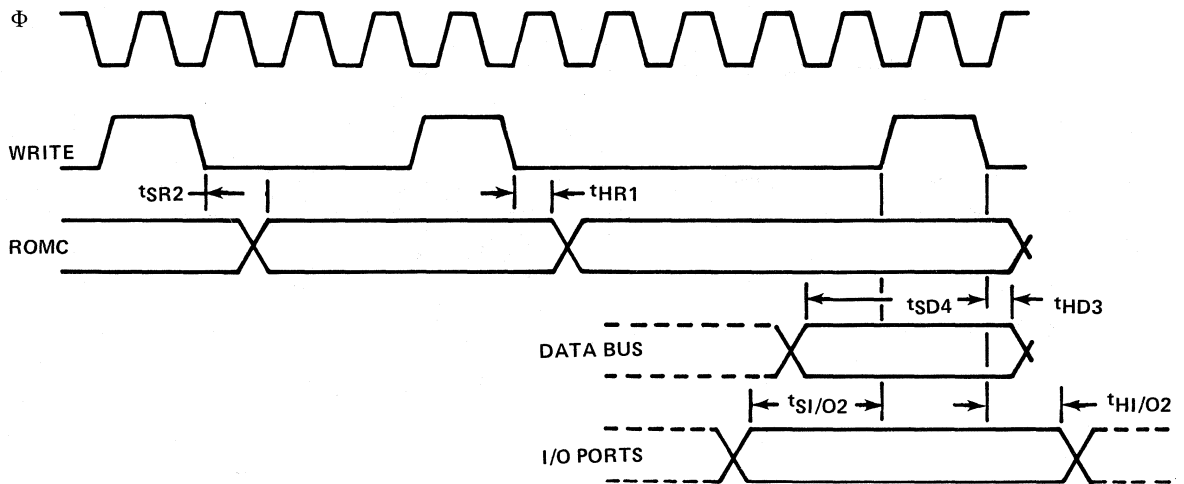 Φ
WRITE
tSR2
tHR1
ROMC
tSD4
tHD3
DATA BUS
tSI/O2
tHI/O2
I/O PORTS